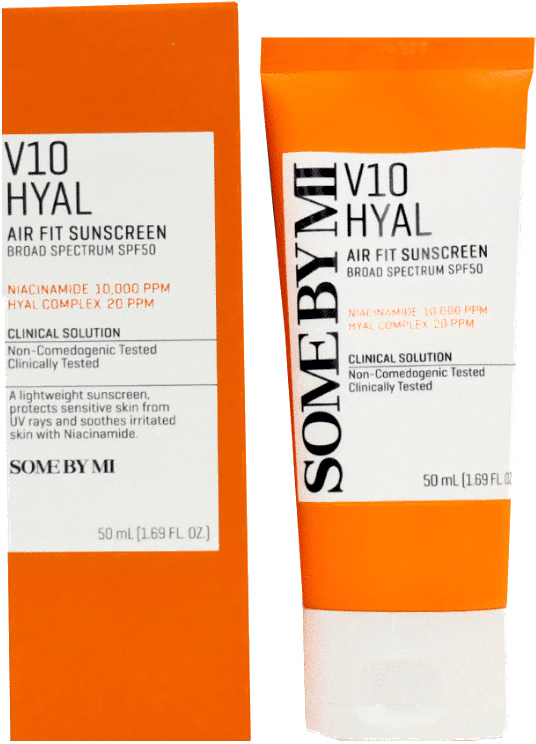 V10
HYAL
AIR FIT SUNSCREEN
BROAD SPECTRUM SPF50
NIACINAMIDE 10,000 PPM
HYAL COMPLEX 20 PPM
CLINICAL SOLUTION
Non-Comedogenic Tested
Clinically Tested
A lightweight sunscreen,
protects sensitive skin from
UV rays and soothes irritated
skin with Niacinamide.
SOME BY MI
50 mL [1.69 FL. OZ.]
SOME BY MI
V10
HYAL
AIR FIT SUNSCREEN
BROAD SPECTRUM SPF50
NIACINAMIDE 10,000 PPM
HYAL COMPLEX 20 PPM
CLINICAL SOLUTION
Non-Comedogenic Tested
Clinically Tested
50 mL [1.69 FL. OZ